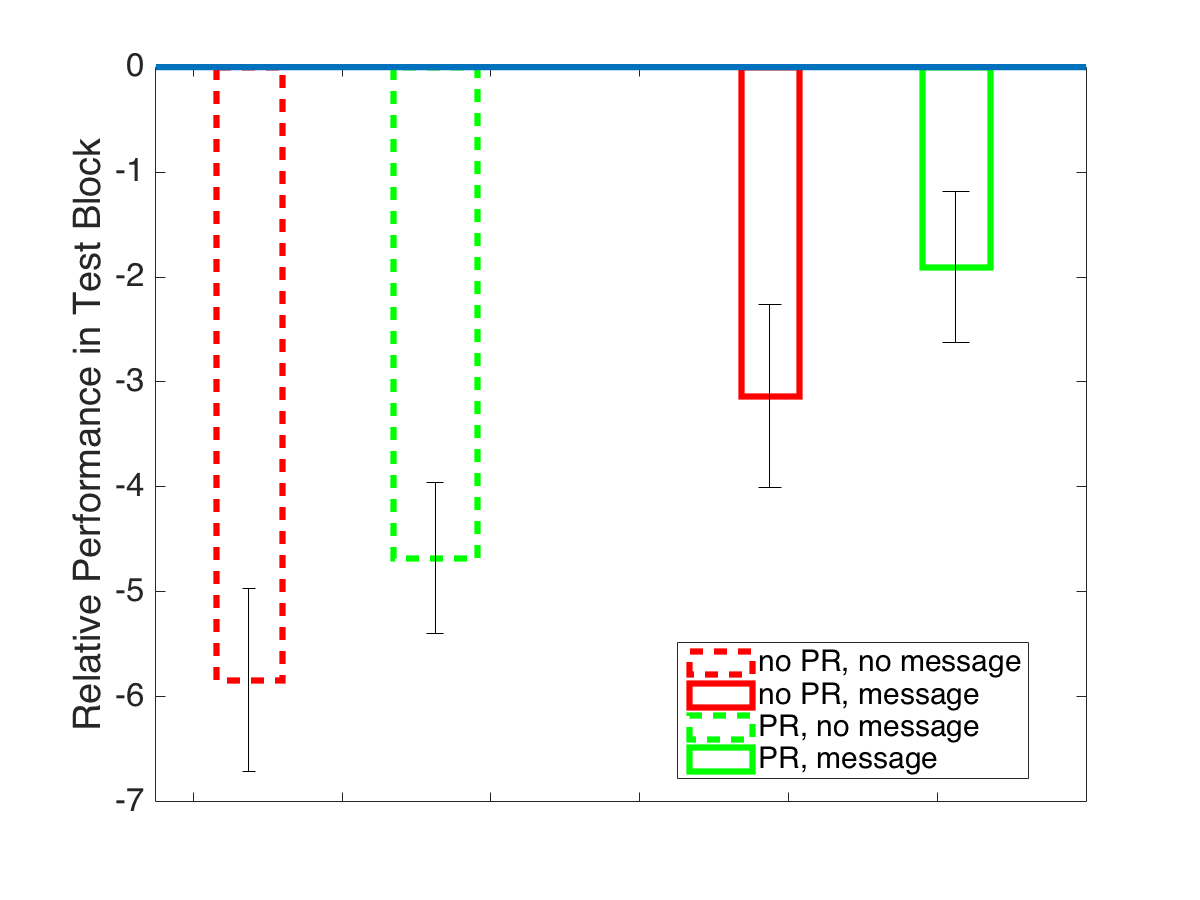 Relative Performance in Test Block
0
-1
-2
-3
-4
-5
-6
-7
no PR, no message
no PR, message
PR, no message
PR, message